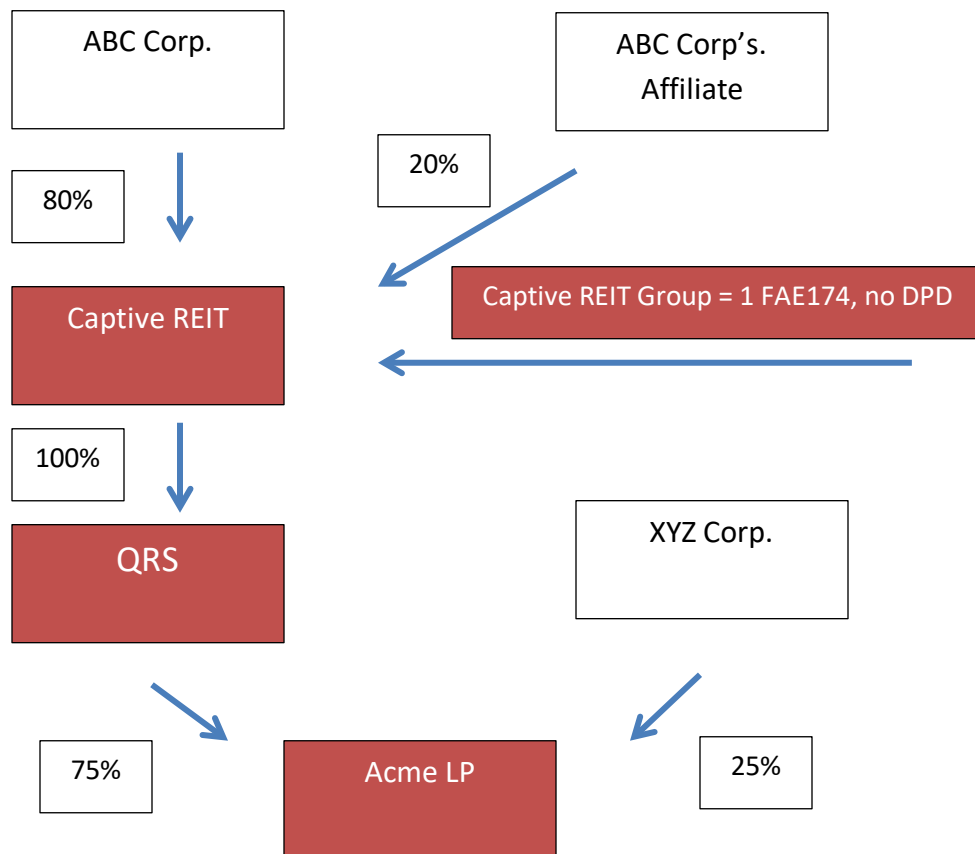 ABC Corp.
ABC Corp's.
Affiliate
20%
80%
Captive REIT
Captive REIT Group = 1 FAE174, no DPD
100%
QRS
XYZ Corp.
75%
Acme LP
25%